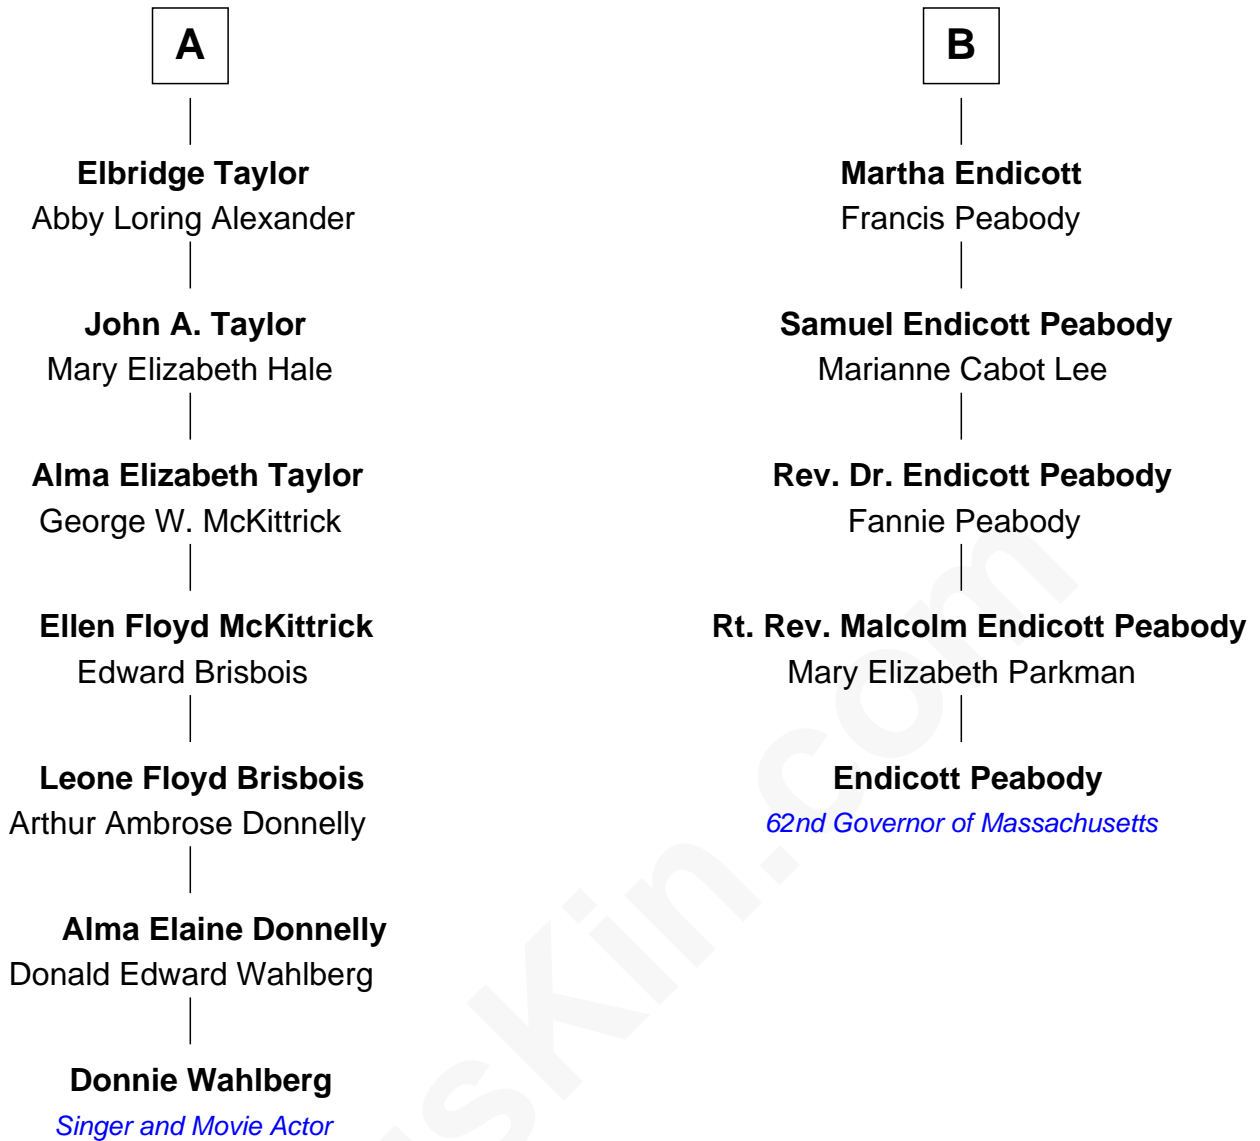 A
Elbridge Taylor
Abby Loring Alexander
John A. Taylor
Mary Elizabeth Hale
Alma Elizabeth Taylor
George W. McKittrick
Ellen Floyd McKittrick
Edward Brisbois
Leone Floyd Brisbois
Arthur Ambrose Donnelly
Alma Elaine Donnelly
Donald Edward Wahlberg
Donnie Wahlberg
Singer and Movie Actor
B
Martha Endicott
Francis Peabody
Samuel Endicott Peabody
Marianne Cabot Lee
Rev. Dr. Endicott Peabody
Fannie Peabody
Rt. Rev. Malcolm Endicott Peabody
Mary Elizabeth Parkman
Endicott Peabody
62nd Governor of Massachusetts
sKin.com